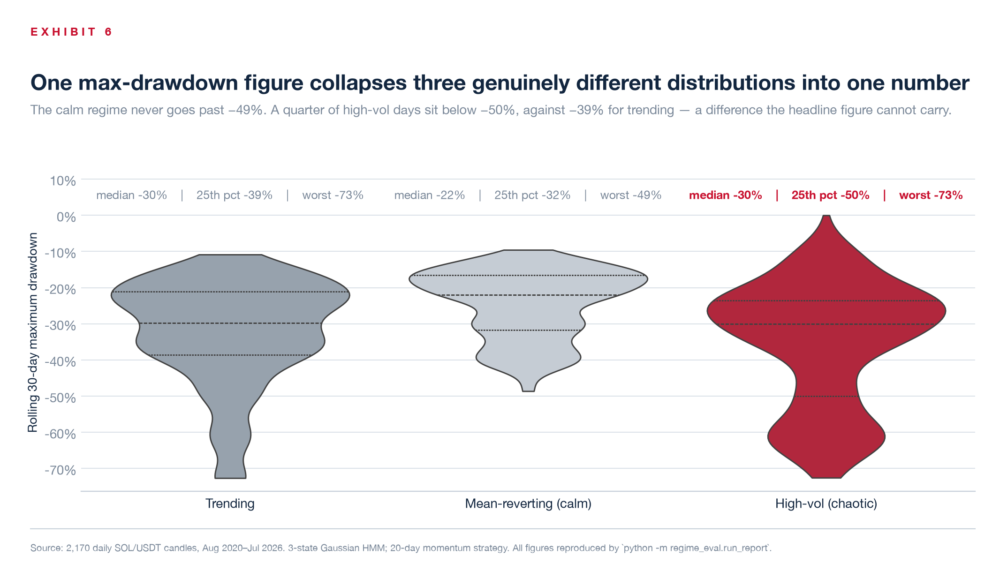 EXHIBIT 6
One max-drawdown figure collapses three genuinely different distributions into one number
The calm regime never goes past −49%. A quarter of high-vol days sit below −50%, against −39% for trending — a difference the headline figure cannot carry.
10%
median -30% | 25th pct -39% | worst -73%
median -22% | 25th pct -32% | worst -49%
median -30% | 25th pct -50% | worst -73%
0%
-10%
-20%
-30%
-40%
-50%
-60%
-70%
Rolling 30-day maximum drawdown
Trending
Mean-reverting (calm)
High-vol (chaotic)
Source: 2,170 daily SOL/USDT candles, Aug 2020–Jul 2026. 3-state Gaussian HMM; 20-day momentum strategy. All figures reproduced by `python -m regime_eval.run_report`.